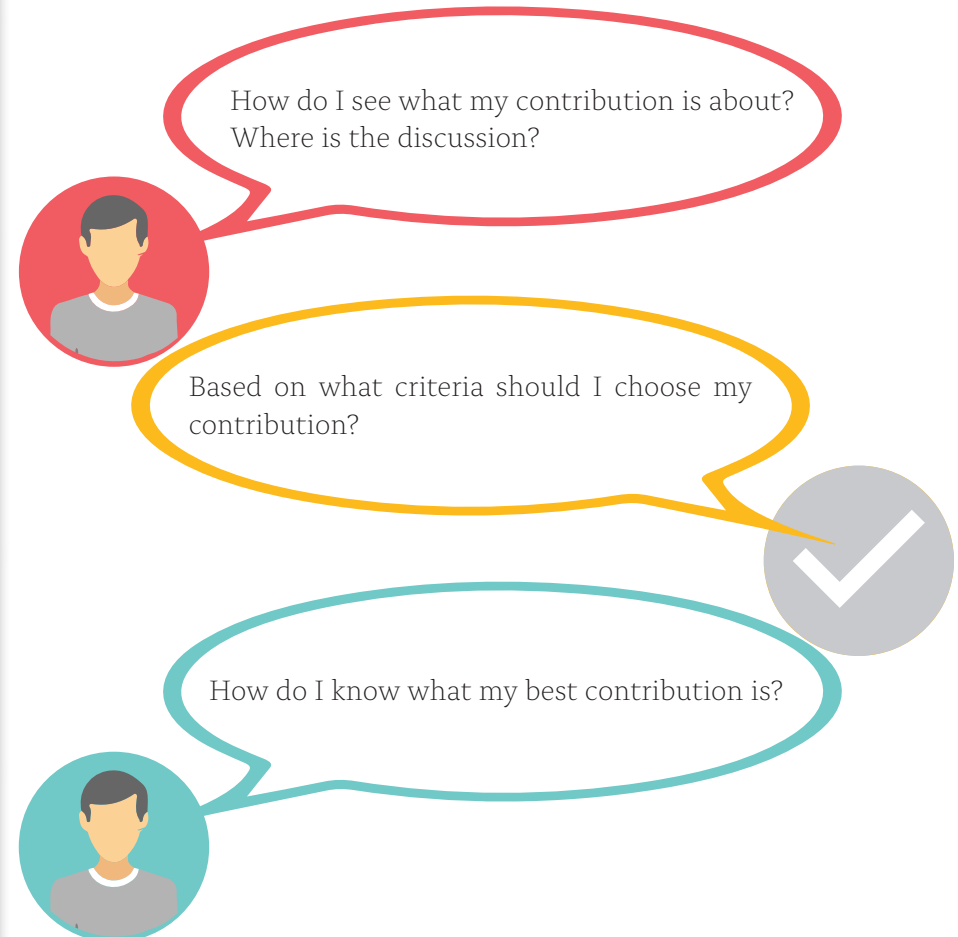 How do I see what my contribution is about?
Where is the discussion?
Based on what criteria should I choose my
contribution?
How do I know what my best contribution is?